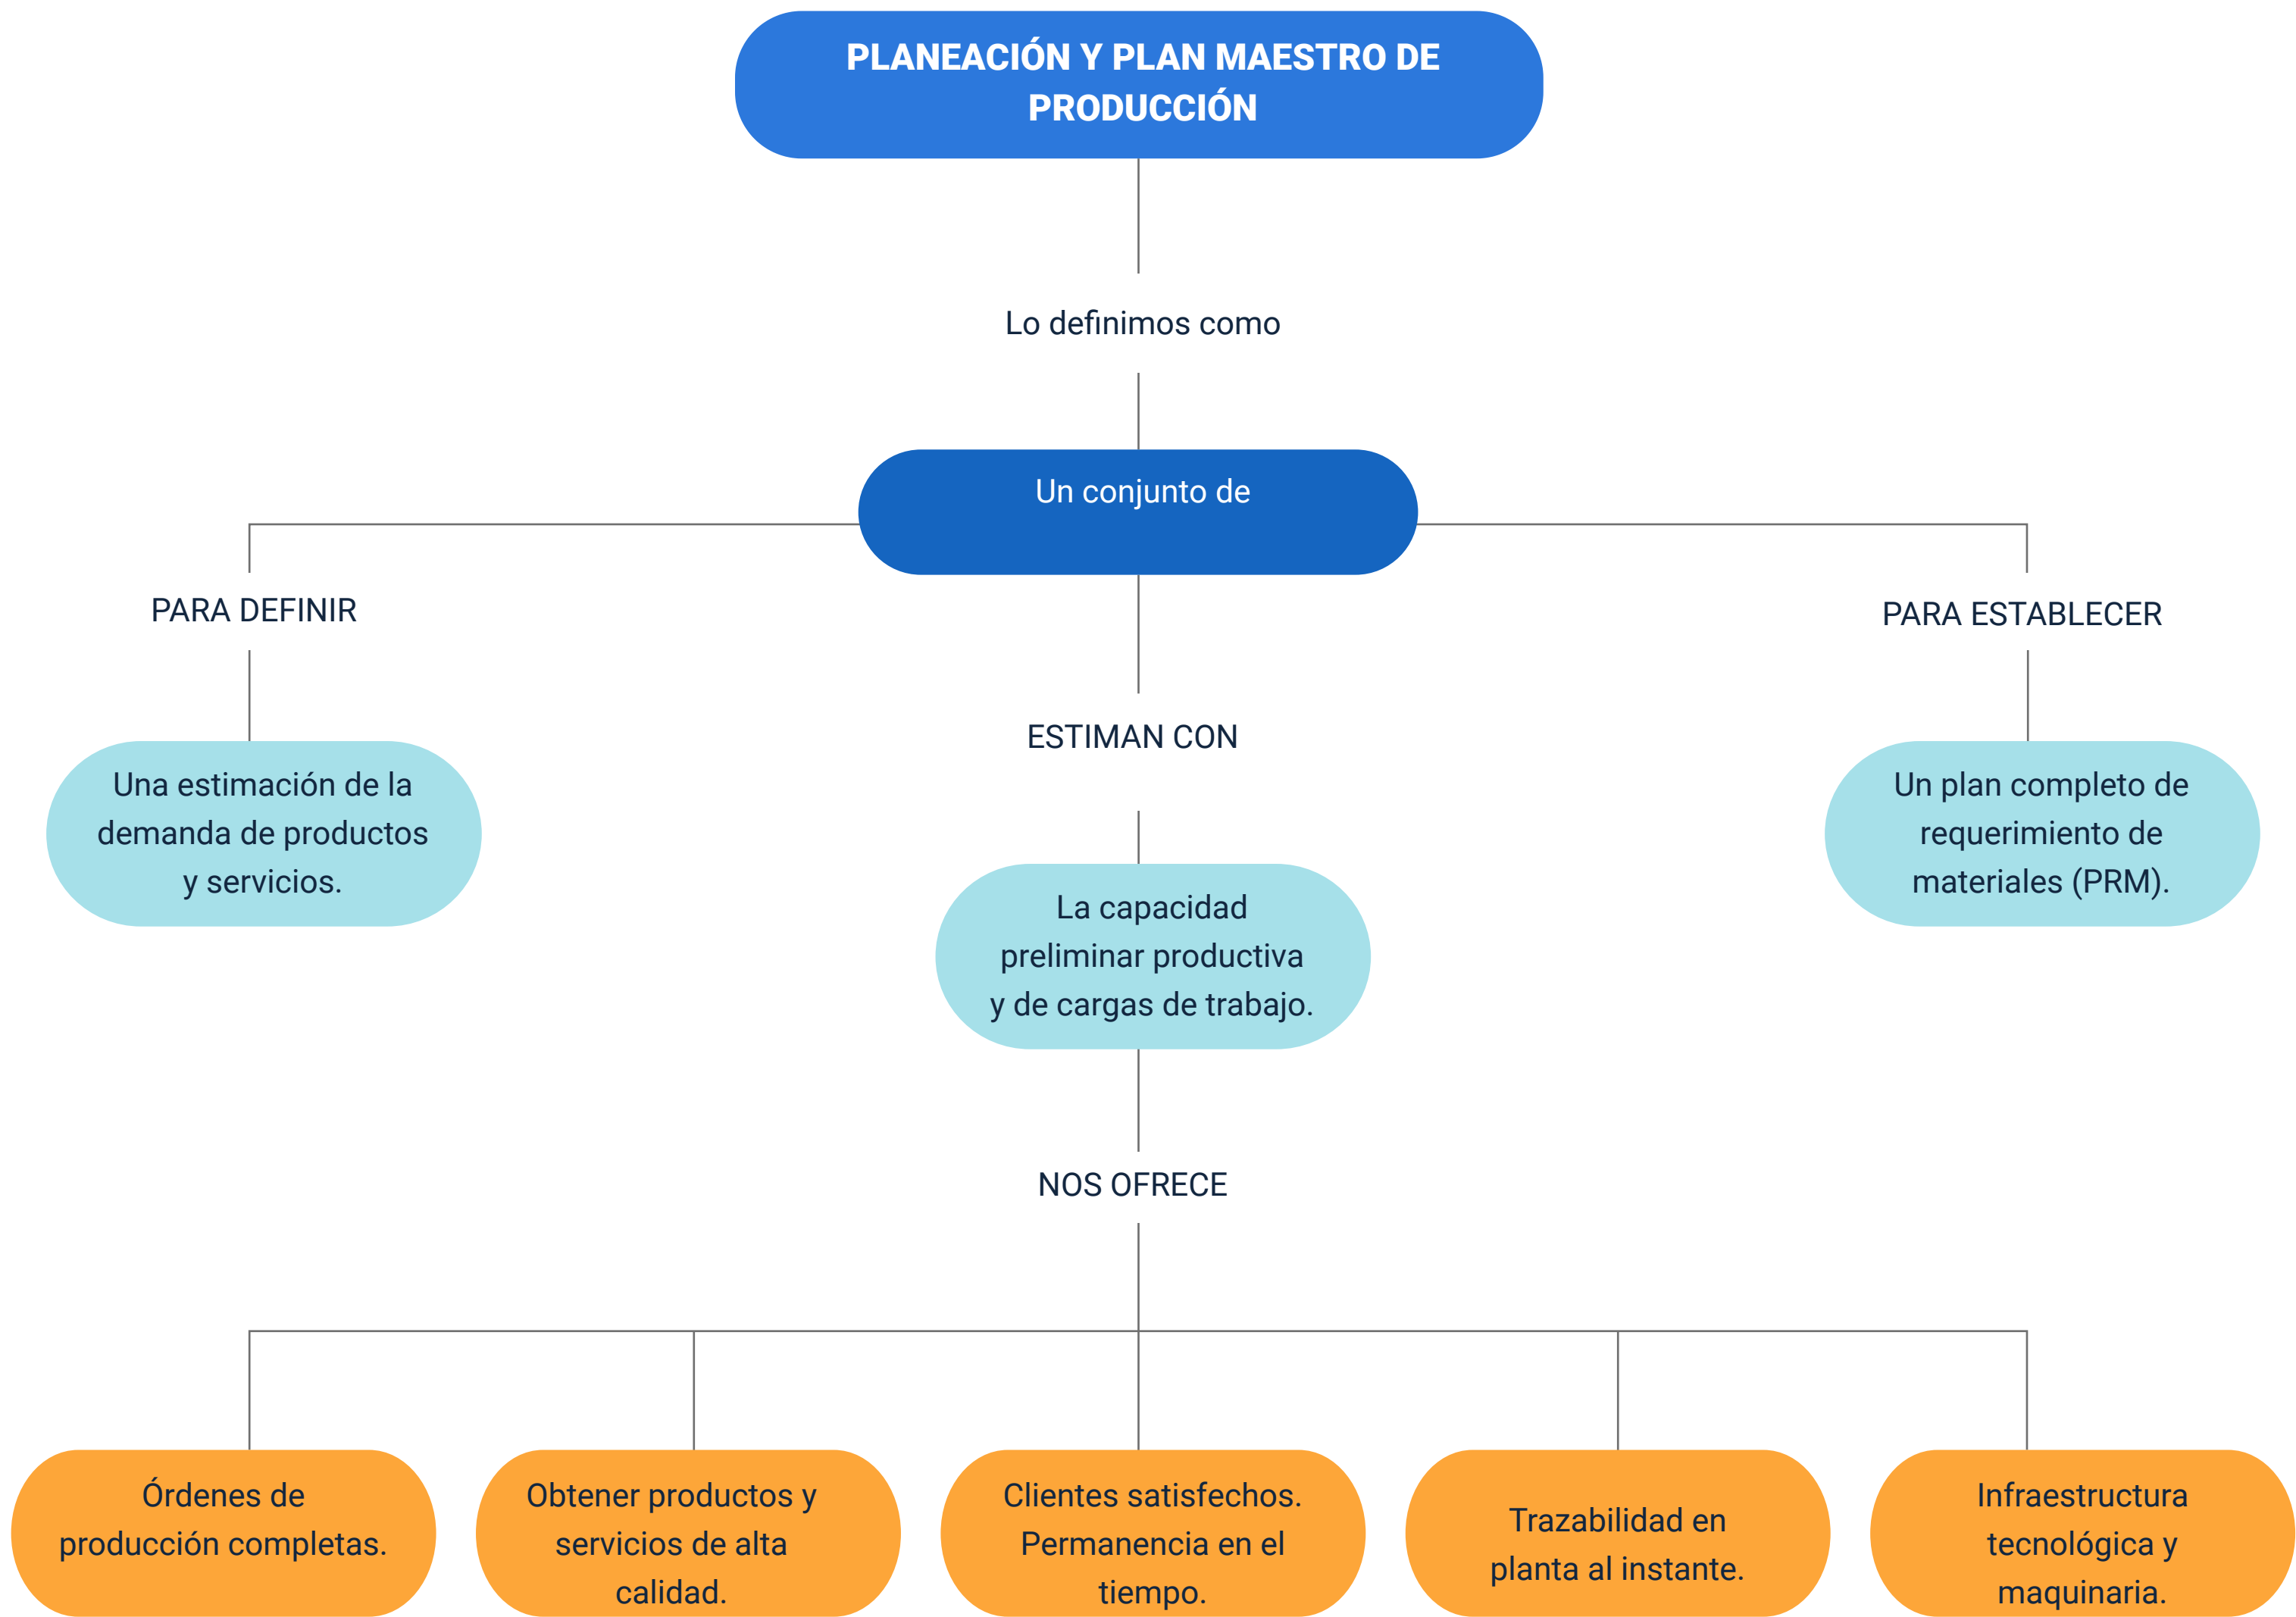 PLANEACIÓN Y PLAN MAESTRO DE
PRODUCCIÓN
Lo definimos como
Un conjunto de
PARA DEFINIR
PARA ESTABLECER
ESTIMAN CON
Una estimación de la
demanda de productos
y servicios.
Un plan completo de
requerimiento de
materiales (PRM).
La capacidad
preliminar productiva
y de cargas de trabajo.
NOS OFRECE
Órdenes de
producción completas.
Obtener productos y
servicios de alta
calidad.
Clientes satisfechos.
Permanencia en el
tiempo.
Trazabilidad en
planta al instante.
Infraestructura
tecnológica y
maquinaria.